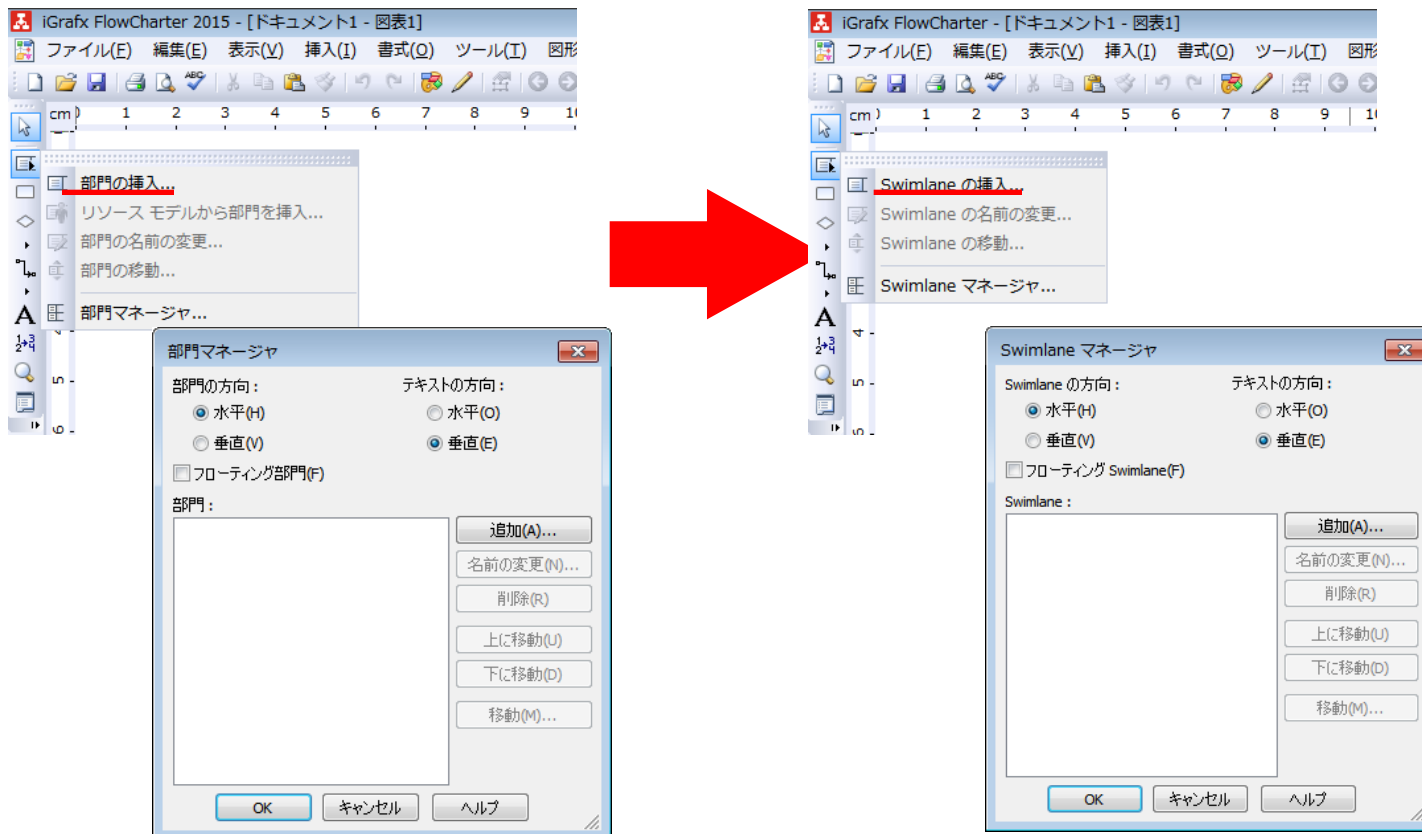 iGrafx FlowCharter 2015 - [ドキュメント1 - 図表1]
ファイル(F) 編集(E) 表示(V) 挿入(I) 書式(O) ツール(T) 図形
cm 1 2 3 4 5 6 7 8 9
部門の挿入...
リソース モデルから部門を挿入...
部門の名前の変更...
部門の移動...
部門マネージャ...
A
5
6
部門マネージャ
部門の方向: テキストの方向:
水平(H) 水平(O)
垂直(V) 垂直(E)
フローティング部門(F)
部門:
追加(A)...
名前の変更(N)...
削除(R)
上に移動(U)
下に移動(D)
移動(M)...
OK キャンセル ヘルプ
iGrafx FlowCharter - [ドキュメント1 - 図表1]
ファイル(F) 編集(E) 表示(V) 挿入(I) 書式(O) ツール(T) 図形
cm 1 2 3 4 5 6 7 8 9
Swimlane の挿入...
Swimlane の名前の変更...
Swimlane の移動...
Swimlane マネージャ...
A
4
5
Swimlane マネージャ
Swimlane の方向: テキストの方向:
水平(H) 水平(O)
垂直(V) 垂直(E)
フローティング Swimlane(F)
Swimlane:
追加(A)...
名前の変更(N)...
削除(R)
上に移動(U)
下に移動(D)
移動(M)...
OK キャンセル ヘルプ